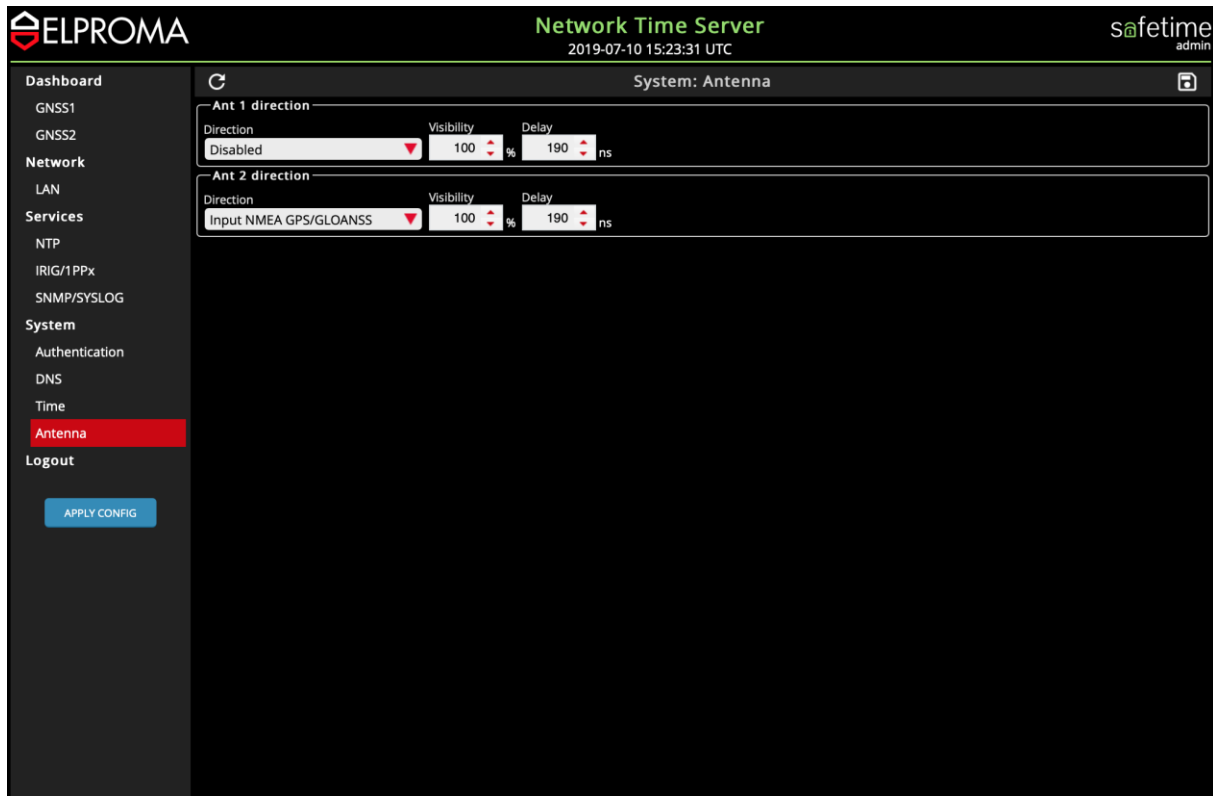 ELPROMA
Network Time Server
2019-07-10 15:23:31 UTC
safetime
admin
Dashboard
GNSS1
GNSS2
Network
LAN
Services
NTP
IRIG/1PPx
SNMP/SYSLOG
System
Authentication
DNS
Time
Antenna
Logout
APPLY CONFIG
System: Antenna
Ant 1 direction
Direction Visibility Delay
Disabled 100 % 190 ns
Ant 2 direction
Direction Visibility Delay
Input NMEA GPS/GLOANSS 100 % 190 ns